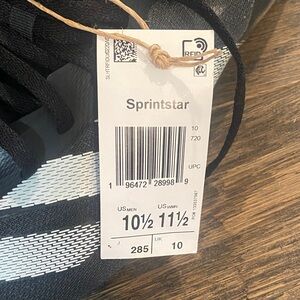 RFID
Sprintstar
10
720
UPC
1 96472 28998 9
US MEN US WMN
10½ 11½
UK
285 10